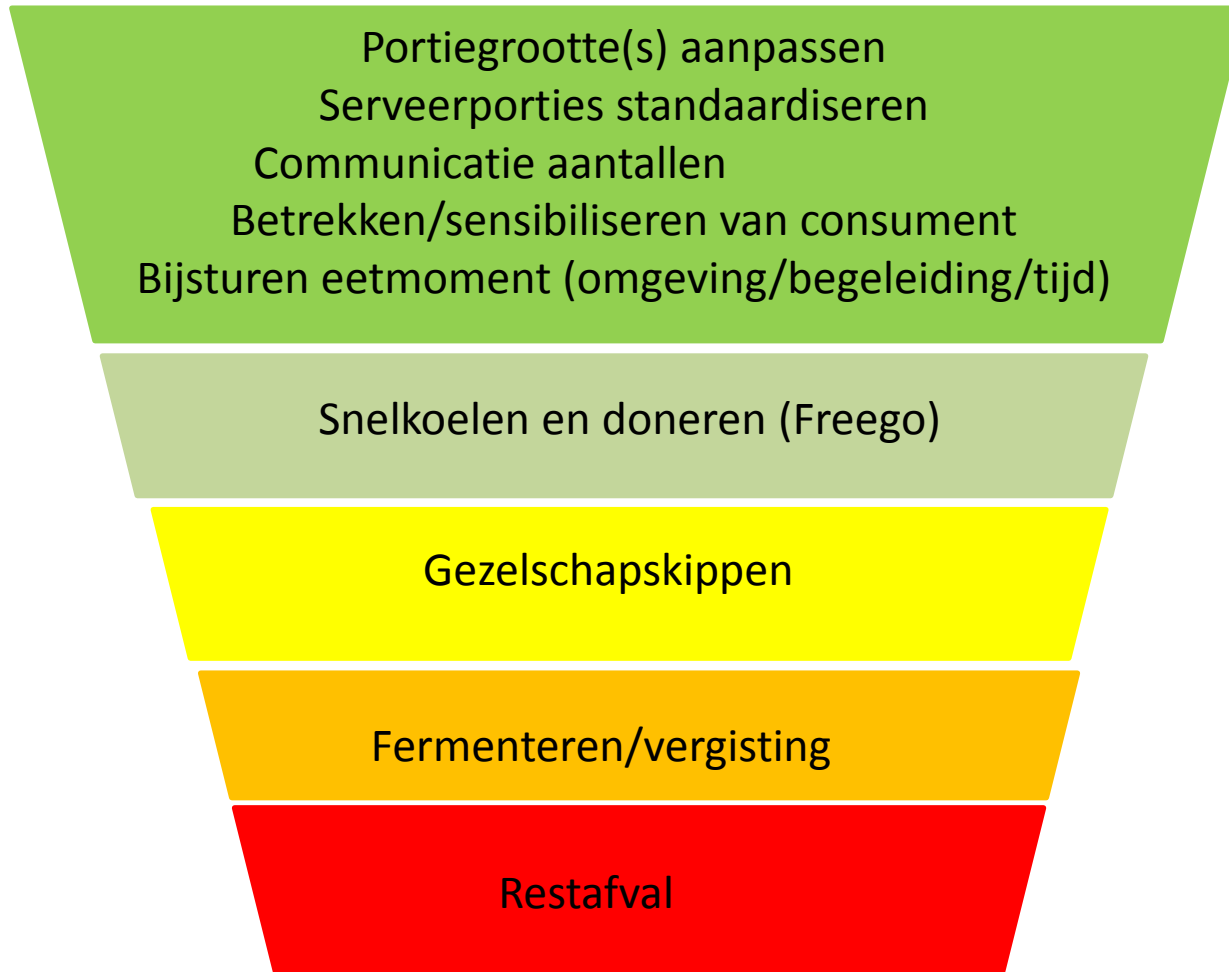 Portiegrootte(s) aanpassen
Serveerporties standaardiseren
Communicatie aantallen
Betrekken/sensibiliseren van consument
Bijsturen eetmoment (omgeving/begeleiding/tijd)
Snelkoelen en doneren (Freego)
Gezelschapskippen
Fermenteren/vergisting
Restafval